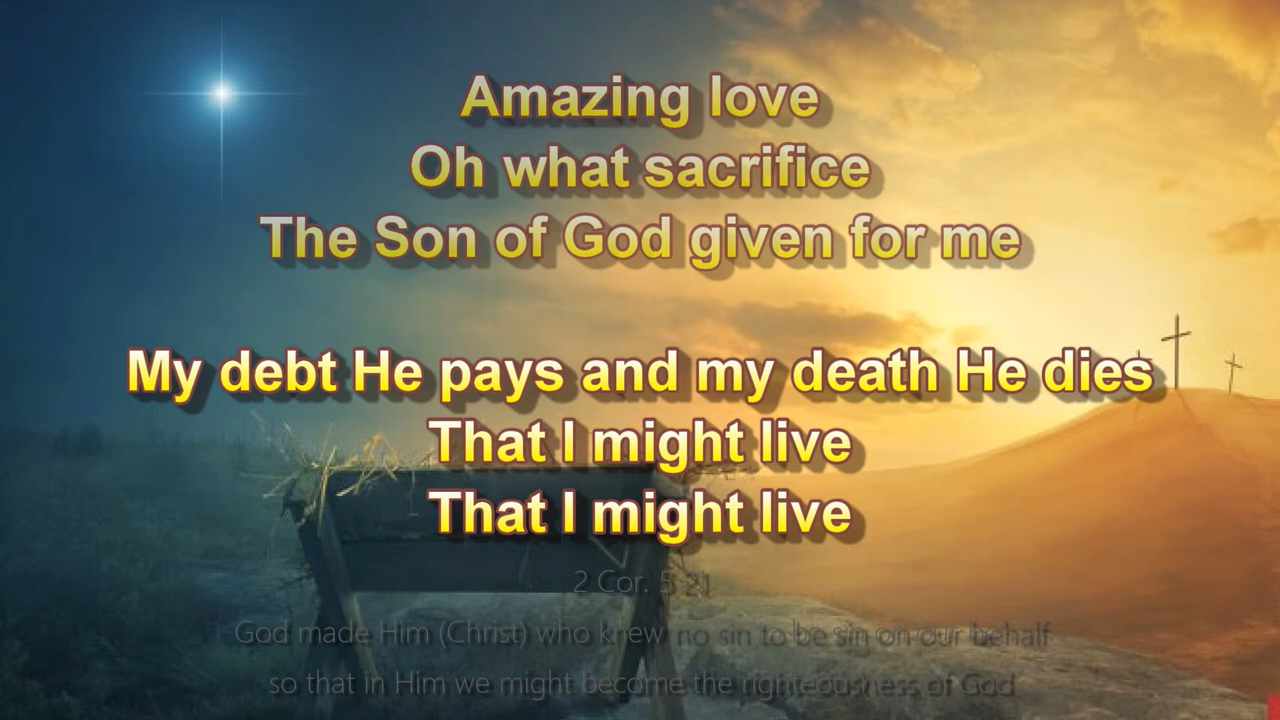 Amazing love
Oh what sacrifice
The Son of God given for me
My debt He pays and my death He dies
That I might live
That I might live
2 Cor. 5:21
God made Him (Christ) who knew no sin to be sin on our behalf
so that in Him we might become the righteousness of God